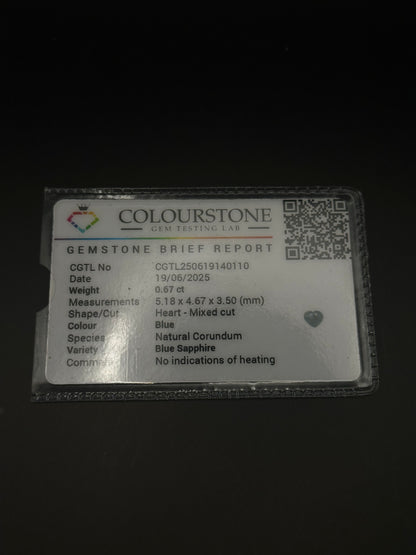 COLOURSTONE
GEM TESTING LAB
GEMSTONE BRIEF REPORT
CGTL No CGTL250619140110
Date 19/06/2025
Weight 0.67 ct
Measurements 5.18 x 4.67 x 3.50 (mm)
Shape/Cut Heart - Mixed cut
Colour Blue
Species Natural Corundum
Variety Blue Sapphire
No indications of heating